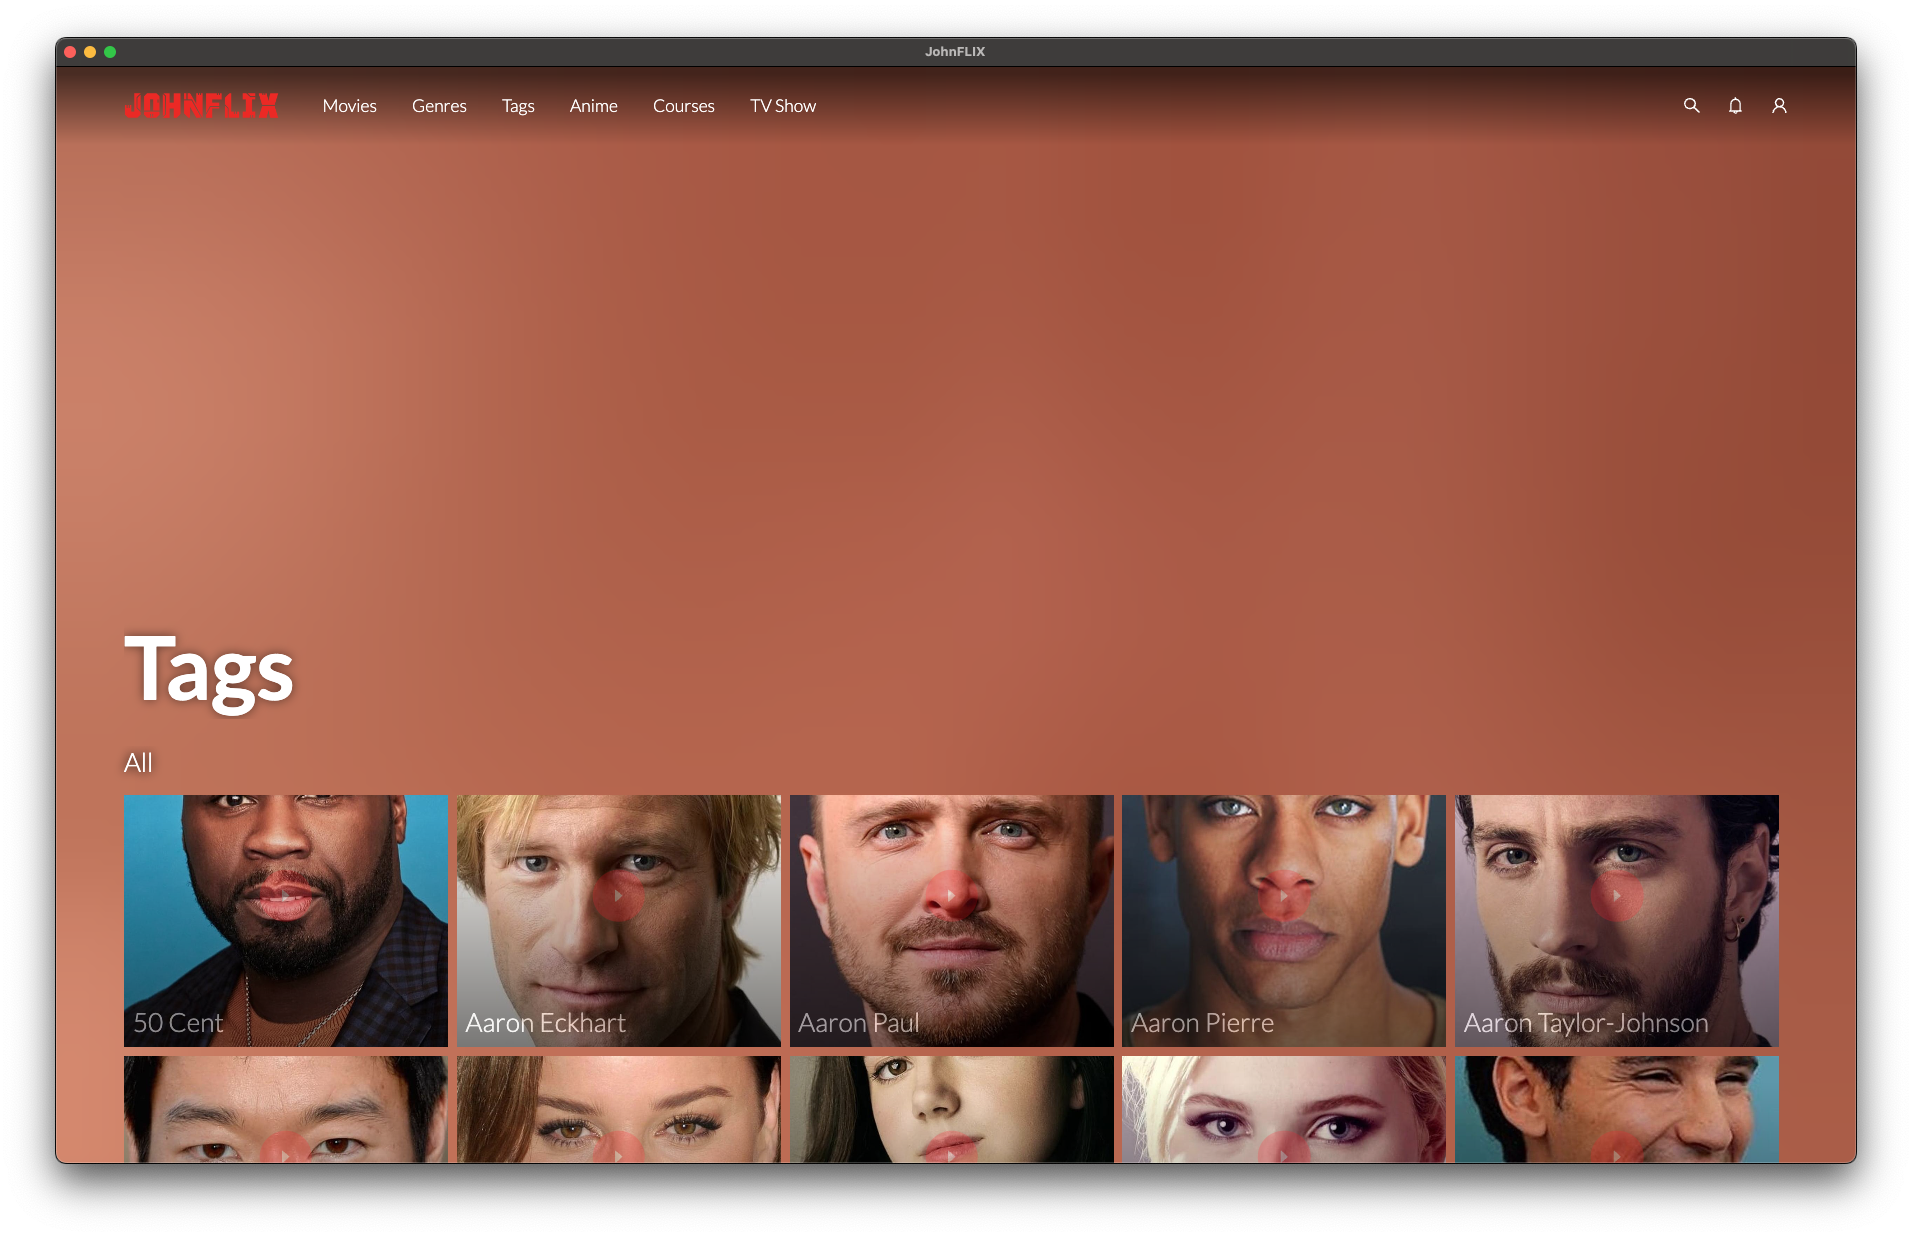 JohnFLIX
JOHNFLIX Movies Genres Tags Anime Courses TV Show
Tags
All
50 Cent Aaron Eckhart Aaron Paul Aaron Pierre Aaron Taylor-Johnson